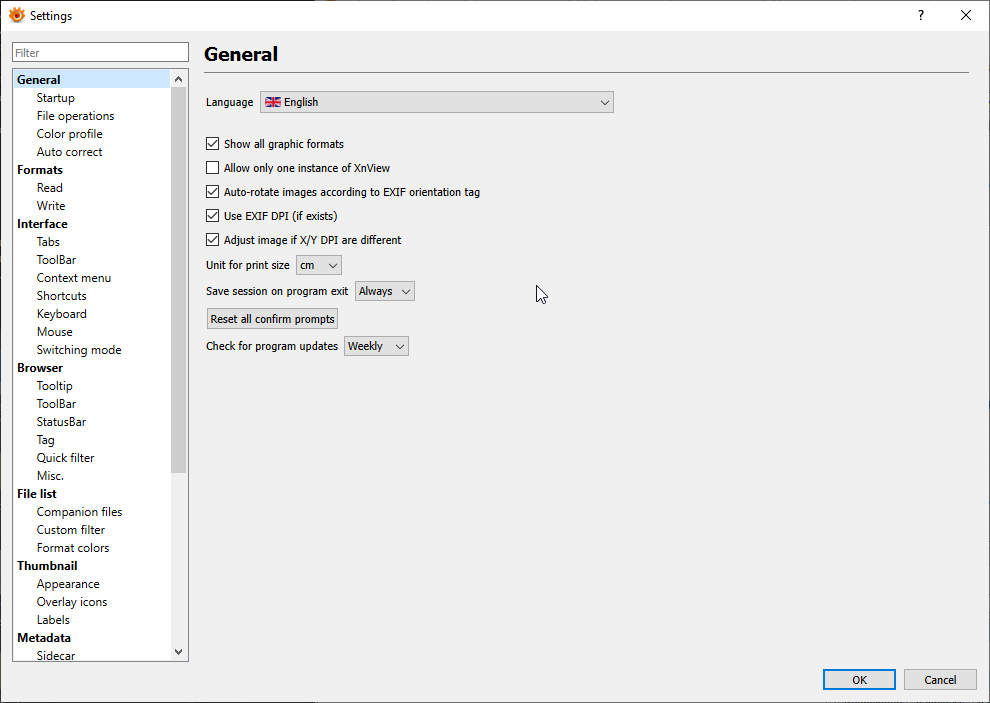 Settings
?
Filter
General
Startup
File operations
Color profile
Auto correct
Formats
Read
Write
Interface
Tabs
ToolBar
Context menu
Shortcuts
Keyboard
Mouse
Switching mode
Browser
Tooltip
ToolBar
StatusBar
Tag
Quick filter
Misc.
File list
Companion files
Custom filter
Format colors
Thumbnail
Appearance
Overlay icons
Labels
Metadata
Sidecar
General
Language English
Show all graphic formats
Allow only one instance of XnView
Auto-rotate images according to EXIF orientation tag
Use EXIF DPI (if exists)
Adjust image if X/Y DPI are different
Unit for print size cm
Save session on program exit Always
Reset all confirm prompts
Check for program updates Weekly
OK Cancel